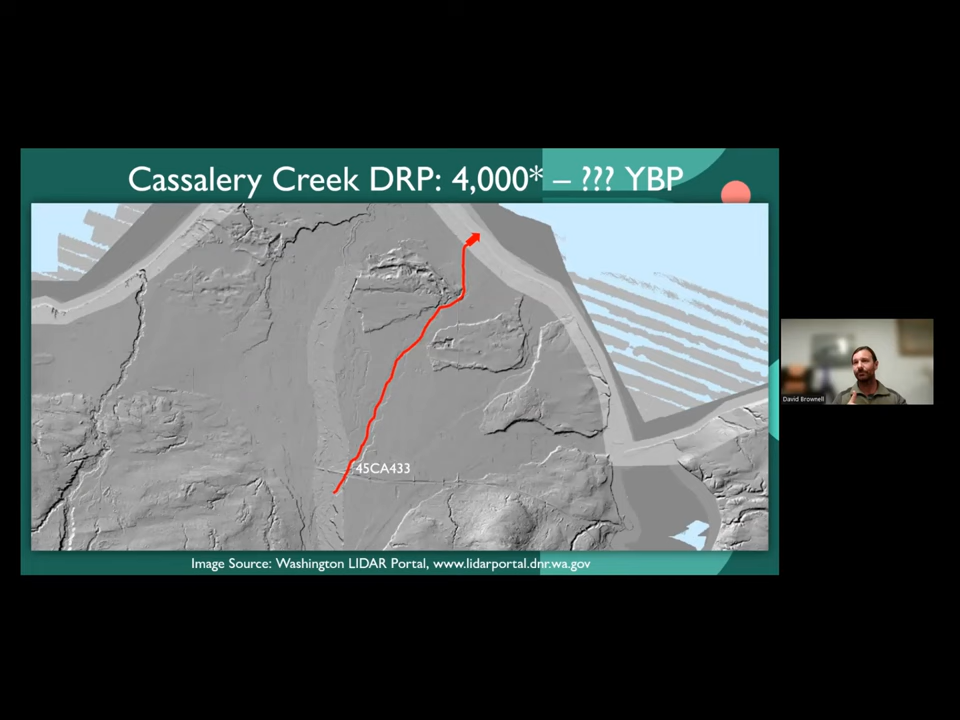 Cassalery Creek DRP: 4,000* – ??? YBP
45CA433
Image Source: Washington LIDAR Portal, www.lidarportal.dnr.wa.gov
David Brownell